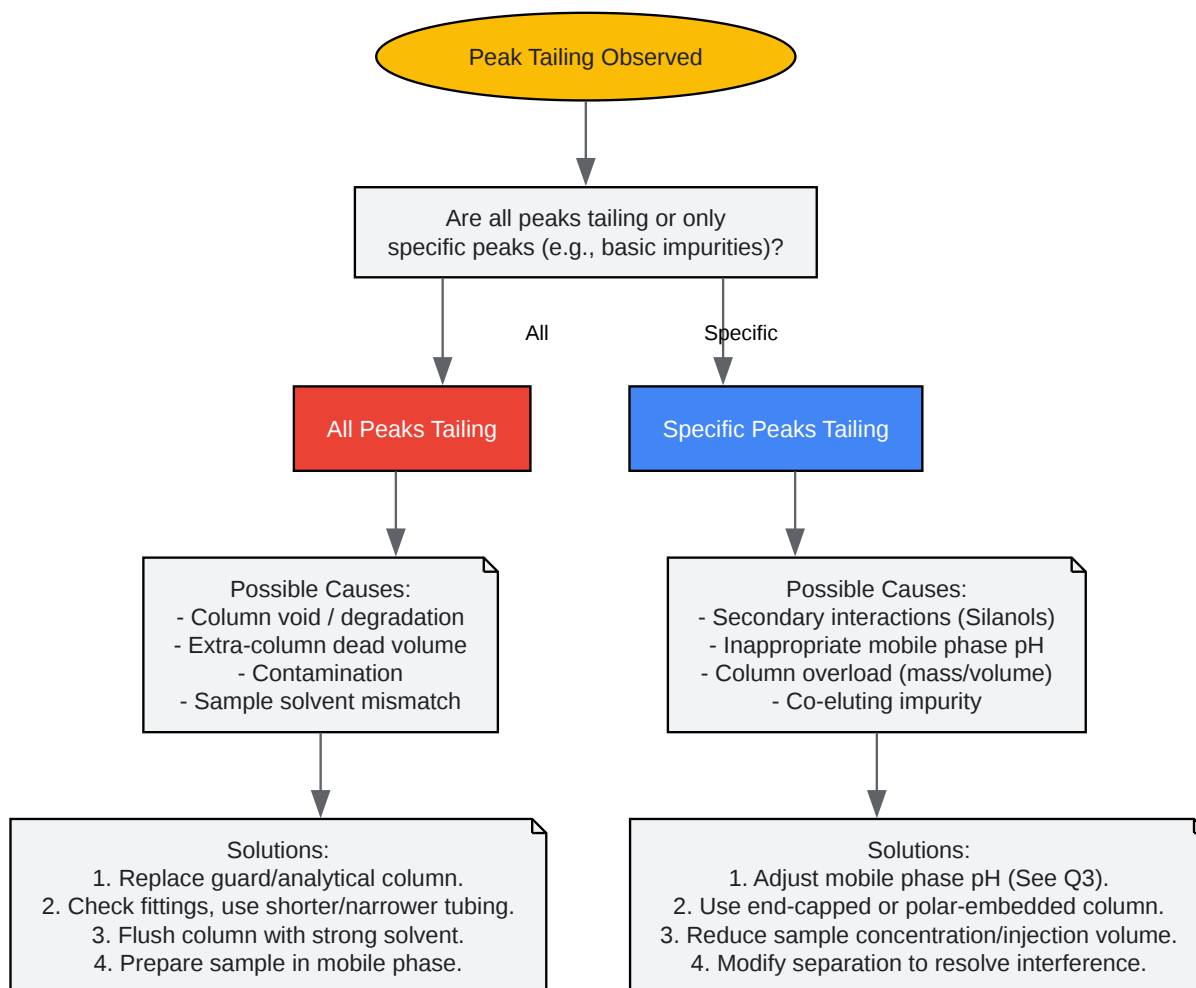 Peak Tailing Observed
Are all peaks tailing or only
specific peaks (e.g., basic impurities)?
All
Specific
All Peaks Tailing
Specific Peaks Tailing
Possible Causes:
- Column void / degradation
- Extra-column dead volume
- Contamination
- Sample solvent mismatch
Possible Causes:
- Secondary interactions (Silanols)
- Inappropriate mobile phase pH
- Column overload (mass/volume)
- Co-eluting impurity
Solutions:
1. Replace guard/analytical column.
2. Check fittings, use shorter/narrower tubing.
3. Flush column with strong solvent.
4. Prepare sample in mobile phase.
Solutions:
1. Adjust mobile phase pH (See Q3).
2. Use end-capped or polar-embedded column.
3. Reduce sample concentration/injection volume.
4. Modify separation to resolve interference.